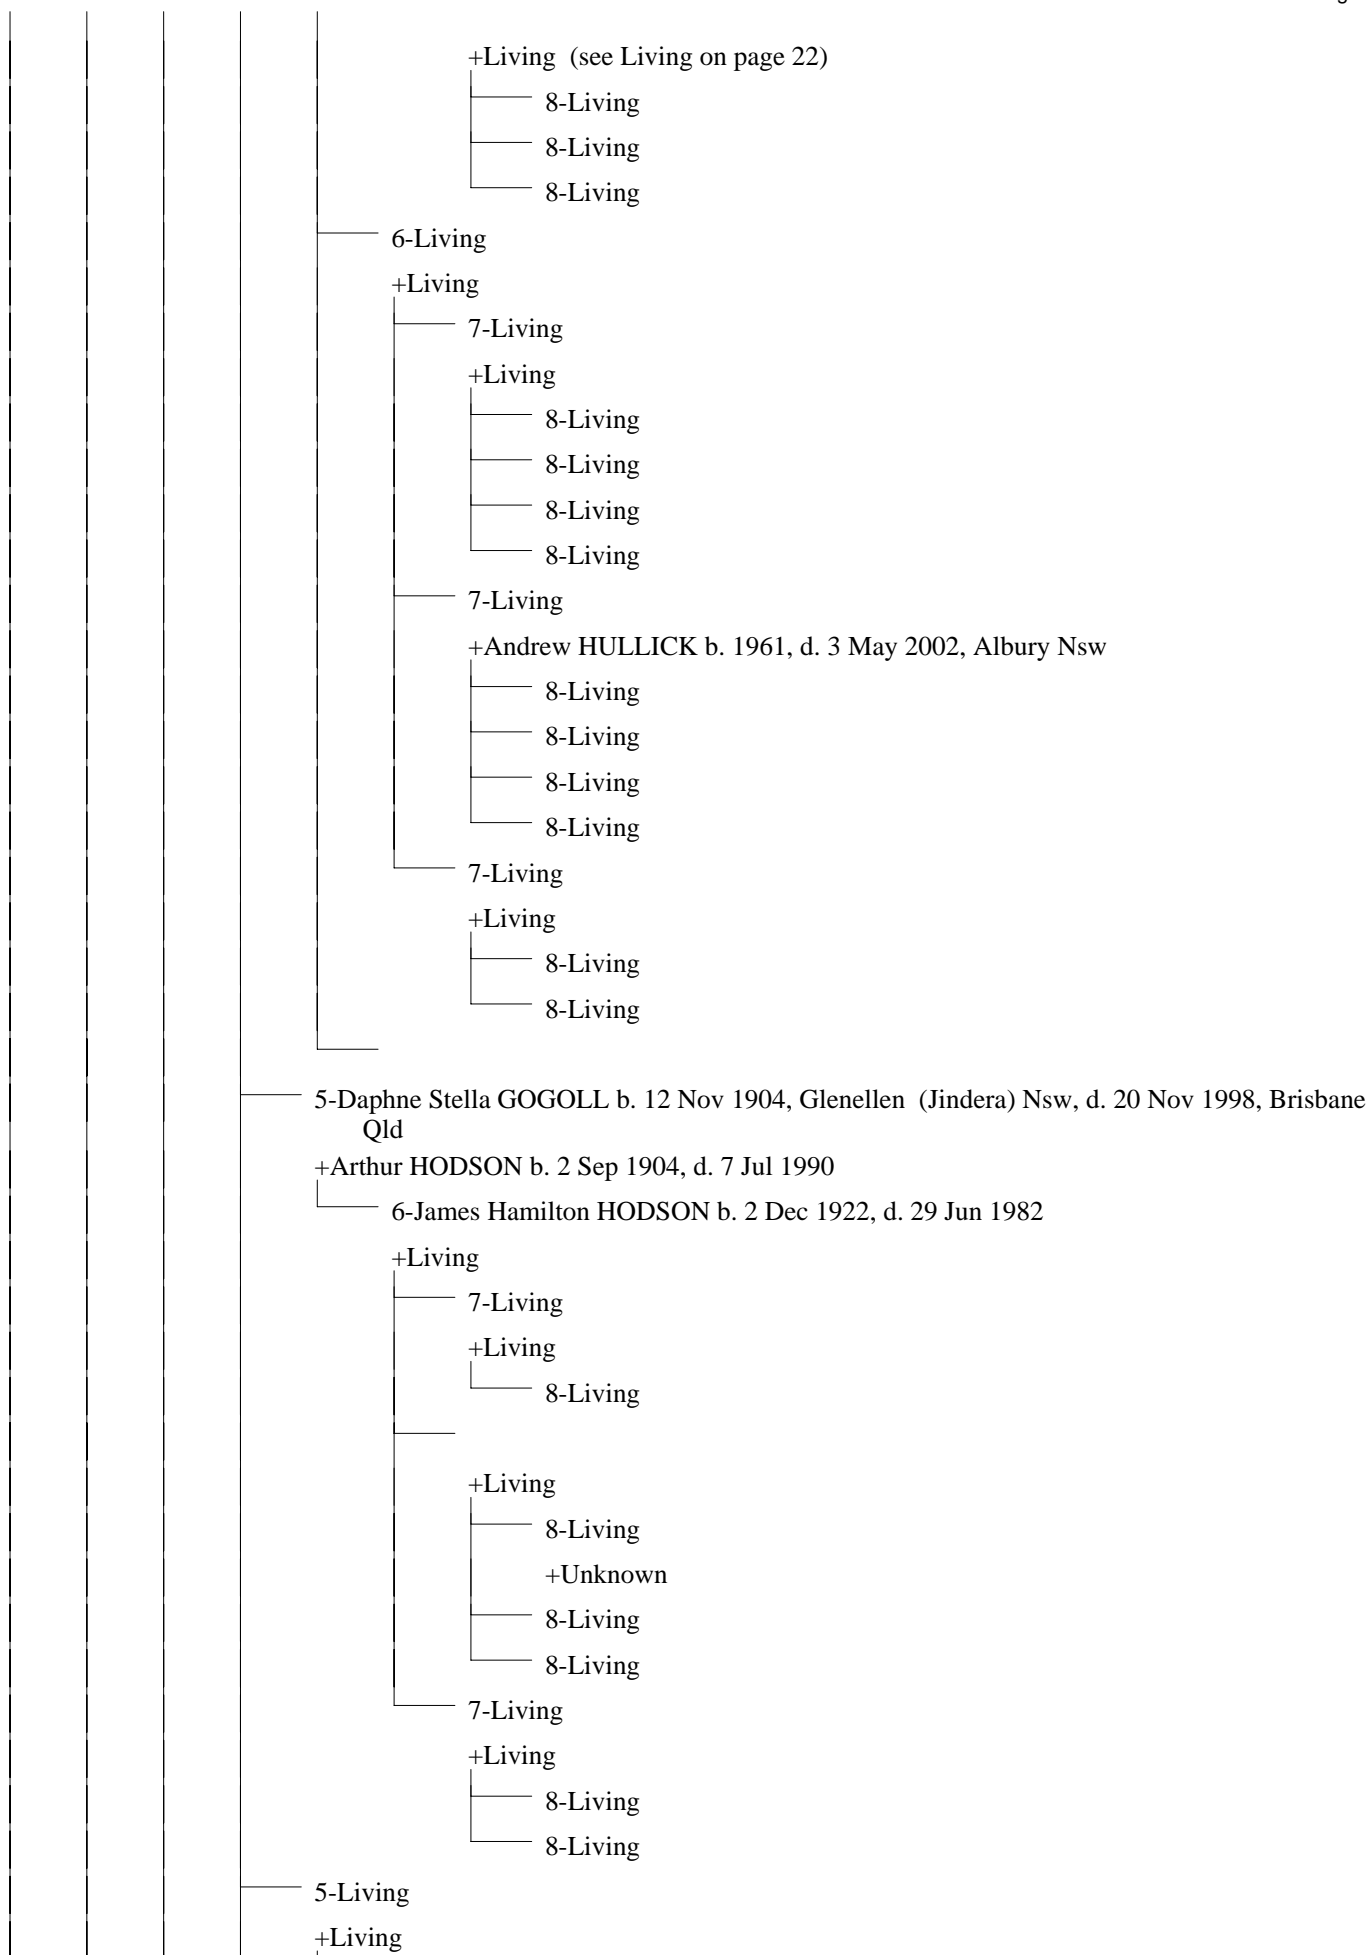 +Living  (see Living on page 22)
8-Living
8-Living
8-Living
6-Living
+Living
7-Living
+Living
8-Living
8-Living
8-Living
8-Living
7-Living
+Andrew HULLICK b. 1961, d. 3 May 2002, Albury Nsw
8-Living
8-Living
8-Living
8-Living
7-Living
+Living
8-Living
8-Living
5-Daphne Stella GOGOLL b. 12 Nov 1904, Glenellen  (Jindera) Nsw, d. 20 Nov 1998, Brisbane
Qld
+Arthur HODSON b. 2 Sep 1904, d. 7 Jul 1990
6-James Hamilton HODSON b. 2 Dec 1922, d. 29 Jun 1982
+Living
7-Living
+Living
8-Living
+Living
8-Living
+Unknown
8-Living
8-Living
7-Living
+Living
8-Living
8-Living
5-Living
+Living